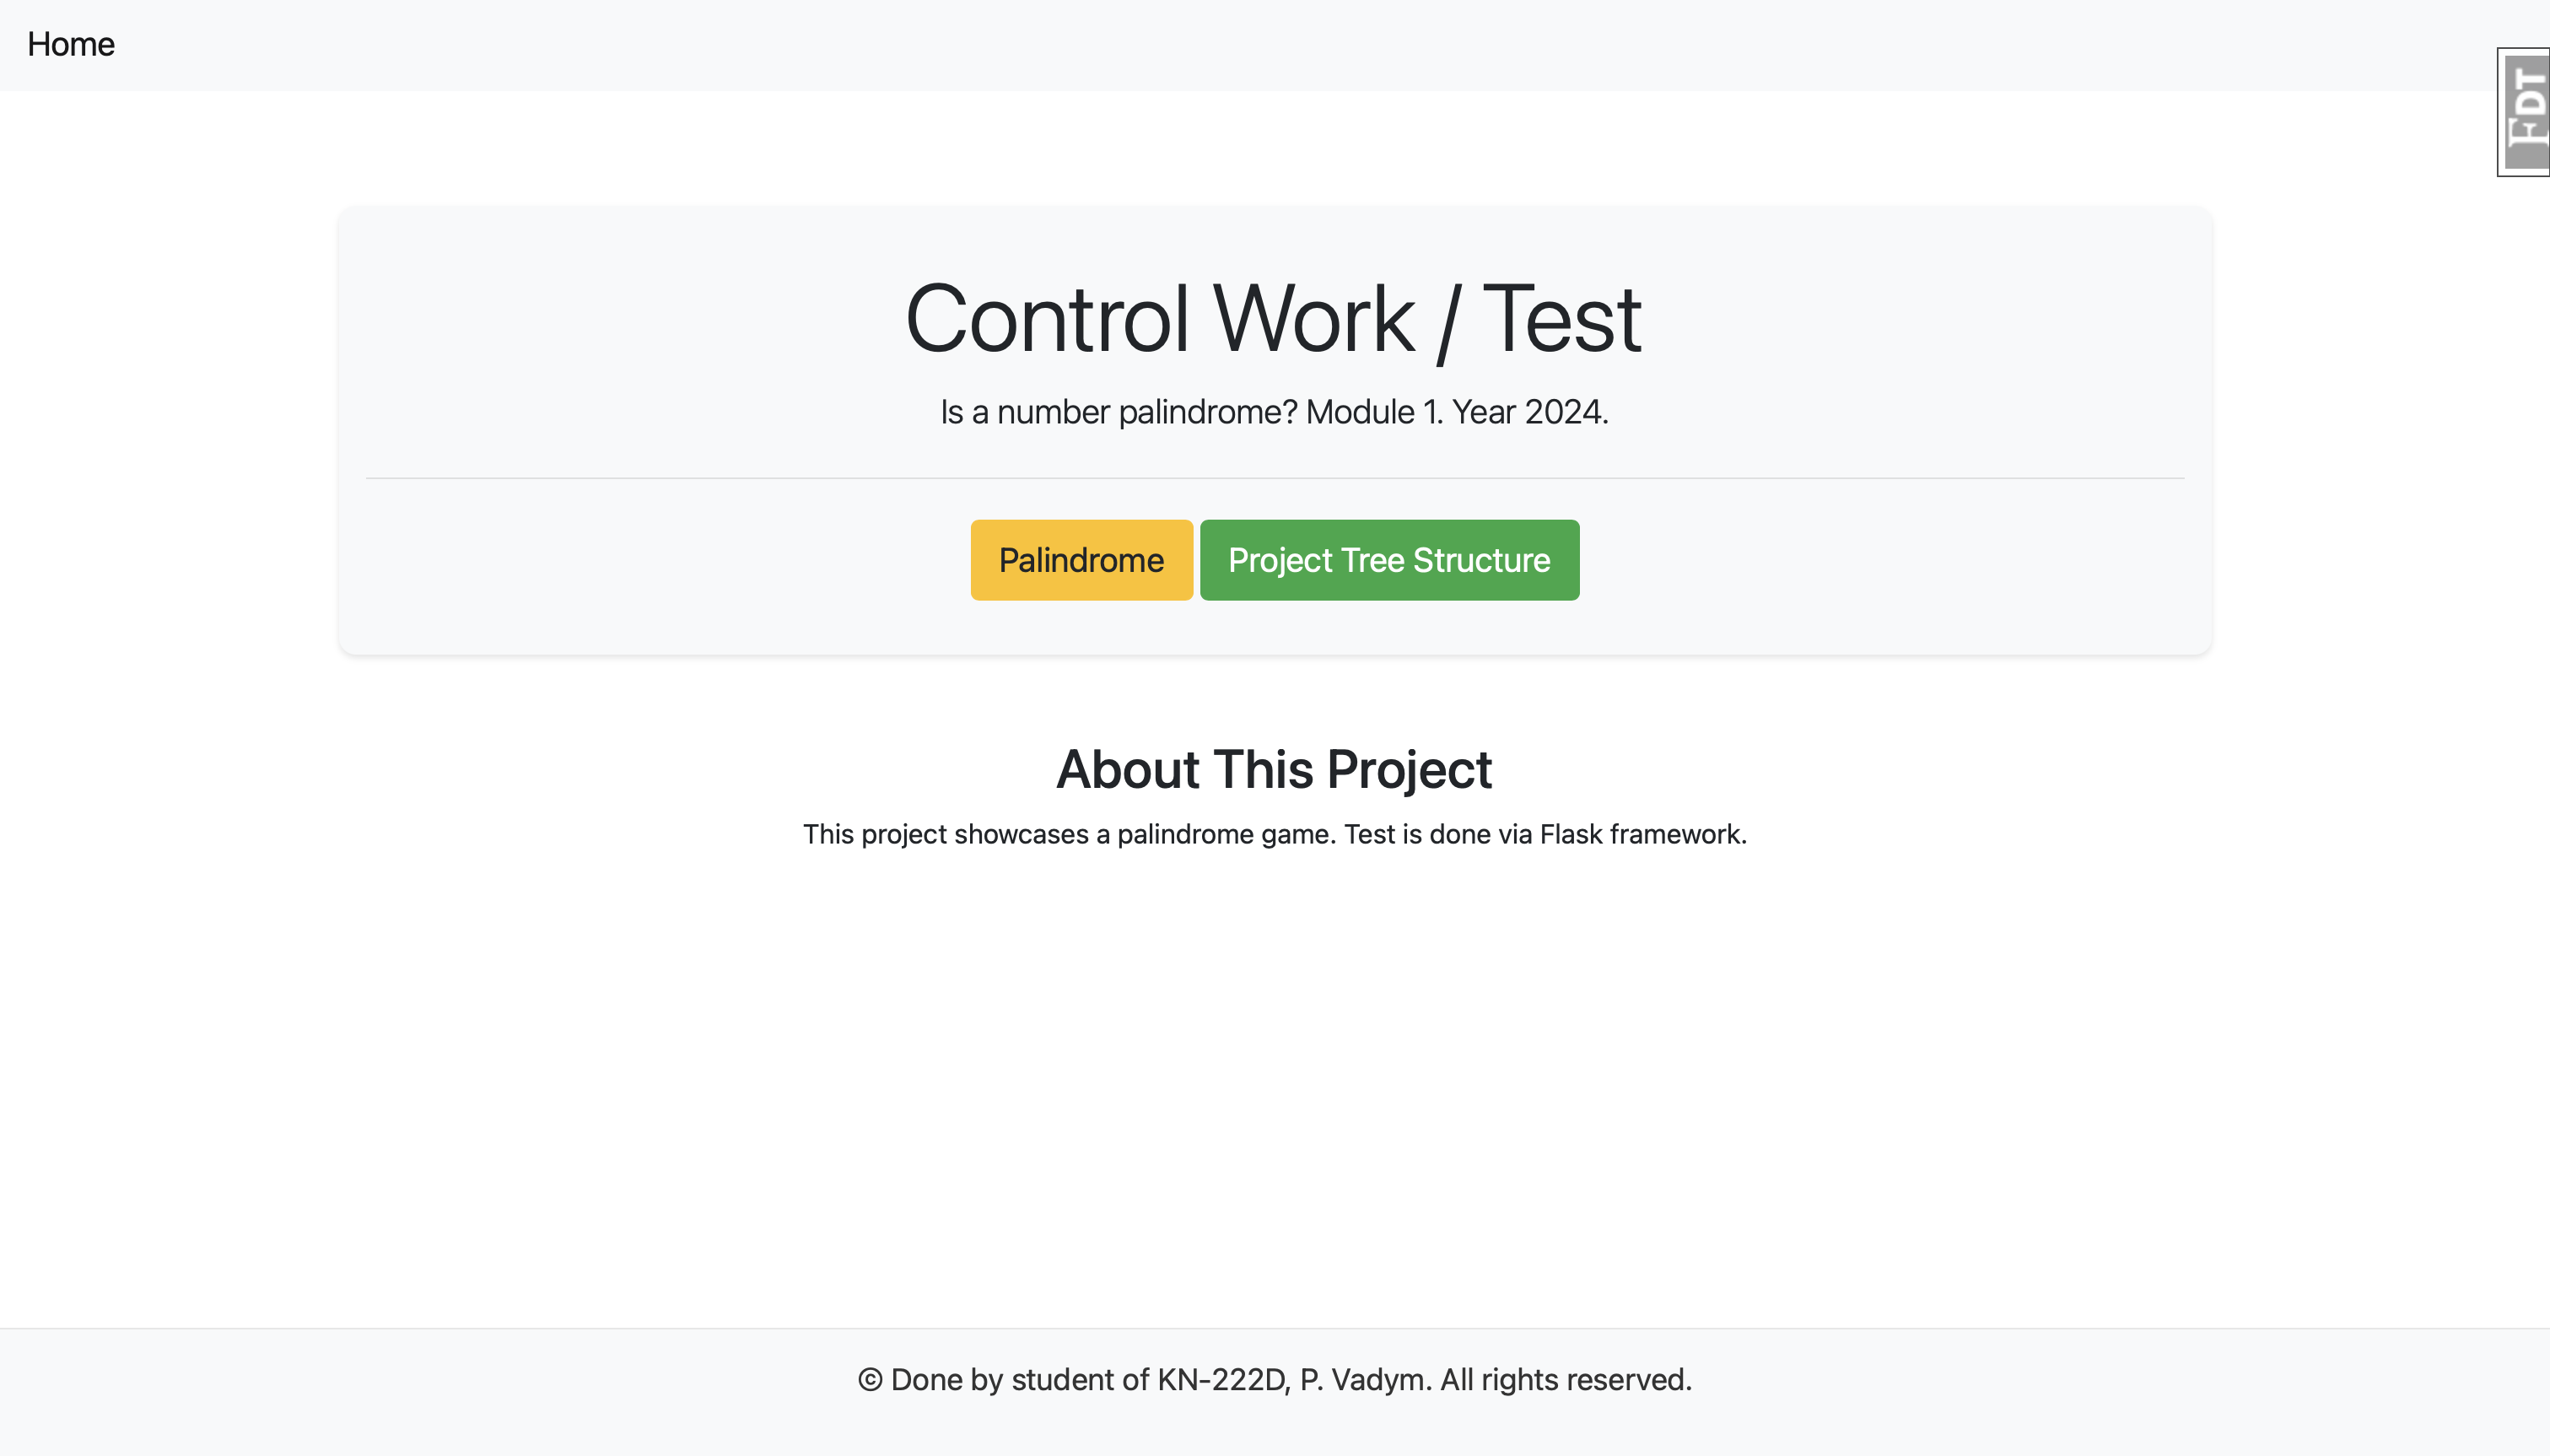 Home
FDT
Control Work / Test
Is a number palindrome? Module 1. Year 2024.
Palindrome
Project Tree Structure
About This Project
This project showcases a palindrome game. Test is done via Flask framework.
© Done by student of KN-222D, P. Vadym. All rights reserved.